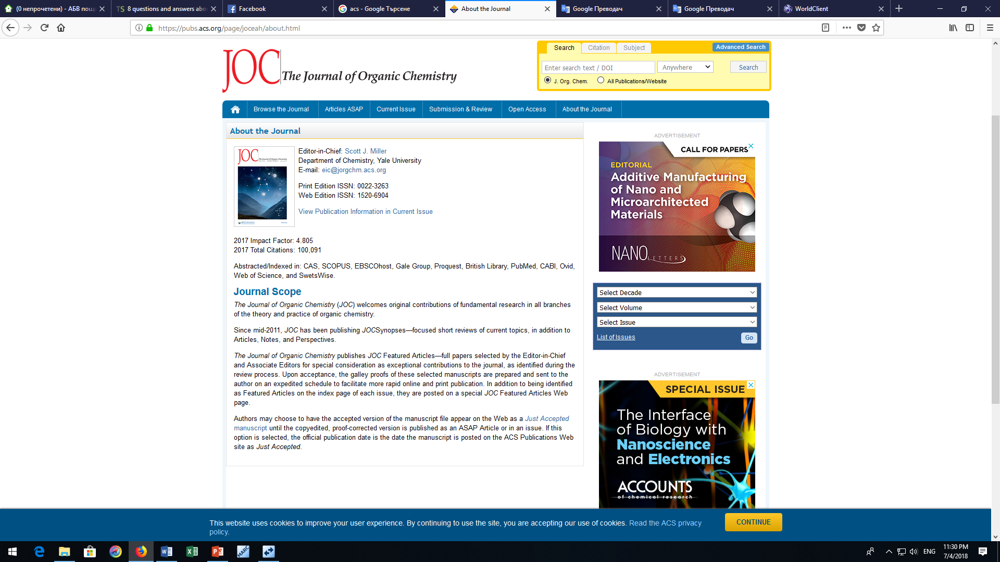 (0 непрочетени) - АБВ пощ
TS 8 questions and answers abo
Facebook
acs - Google Търсене
About the Journal
Google Преводач
Google Преводач
WorldClient
https://pubs.acs.org/page/joceah/about.html
JOC The Journal of Organic Chemistry
Search Citation Subject Advanced Search
Enter search text / DOI Anywhere Search
J. Org. Chem. All Publications/Website
Browse the Journal Articles ASAP Current Issue Submission & Review Open Access About the Journal
About the Journal
JOC
Editor-in-Chief: Scott J. Miller
Department of Chemistry, Yale University
E-mail: eic@jorgchm.acs.org
Print Edition ISSN: 0022-3263
Web Edition ISSN: 1520-6904
View Publication Information in Current Issue
2017 Impact Factor: 4.805
2017 Total Citations: 100,091
Abstracted/Indexed in: CAS, SCOPUS, EBSCOhost, Gale Group, Proquest, British Library, PubMed, CABI, Ovid,
Web of Science, and SwetsWise.
Journal Scope
The Journal of Organic Chemistry (JOC) welcomes original contributions of fundamental research in all branches
of the theory and practice of organic chemistry.
Since mid-2011, JOC has been publishing JOCSynopses—focused short reviews of current topics, in addition to
Articles, Notes, and Perspectives.
The Journal of Organic Chemistry publishes JOC Featured Articles—full papers selected by the Editor-in-Chief
and Associate Editors for special consideration as exceptional contributions to the journal, as identified during the
review process. Upon acceptance, the galley proofs of these selected manuscripts are prepared and sent to the
author on an expedited schedule to facilitate more rapid online and print publication. In addition to being identified
as Featured Articles on the index page of each issue, they are posted on a special JOC Featured Articles Web
page.
Authors may choose to have the accepted version of the manuscript file appear on the Web as a Just Accepted
manuscript until the copyedited, proof-corrected version is published as an ASAP Article or in an issue. If this
option is selected, the official publication date is the date the manuscript is posted on the ACS Publications Web
site as Just Accepted.
ADVERTISEMENT
CALL FOR PAPERS
EDITORIAL
Additive Manufacturing
of Nano and
Microarchitected
Materials
NANO LETTERS
Select Decade
Select Volume
Select Issue
List of Issues Go
ADVERTISEMENT
SPECIAL ISSUE
The Interface
of Biology with
Nanoscience
and Electronics
ACCOUNTS
of chemical research
This website uses cookies to improve your user experience. By continuing to use the site, you are accepting our use of cookies. Read the ACS privacy
policy.
CONTINUE
MARC
ENG
11:30 PM
7/4/2018